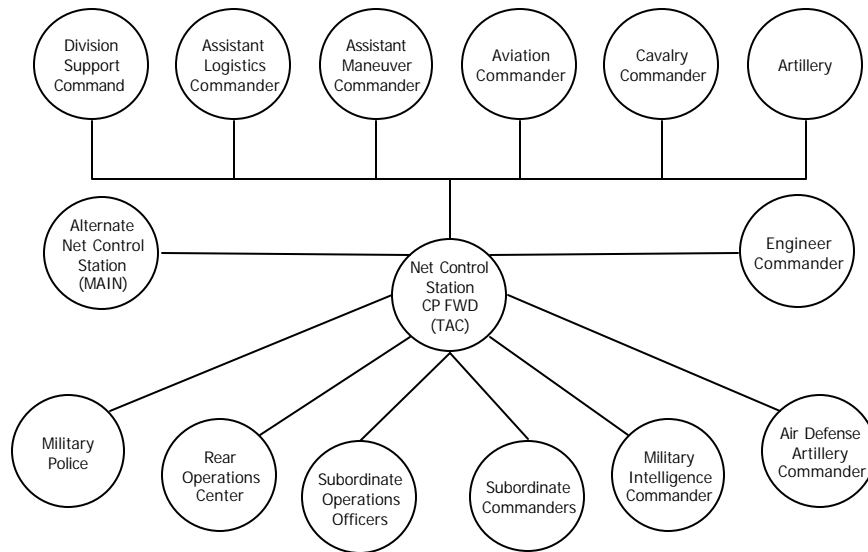 Division
Support
Command
Assistant
Logistics
Commander
Assistant
Maneuver
Commander
Aviation
Commander
Cavalry
Commander
Artillery
Alternate
Net Control
Station
(MAIN)
Net Control
Station
CP FWD
(TAC)
Engineer
Commander
Military
Police
Rear
Operations
Center
Subordinate
Operations
Officers
Subordinate
Commanders
Military
Intelligence
Commander
Air Defense
Artillery
Commander